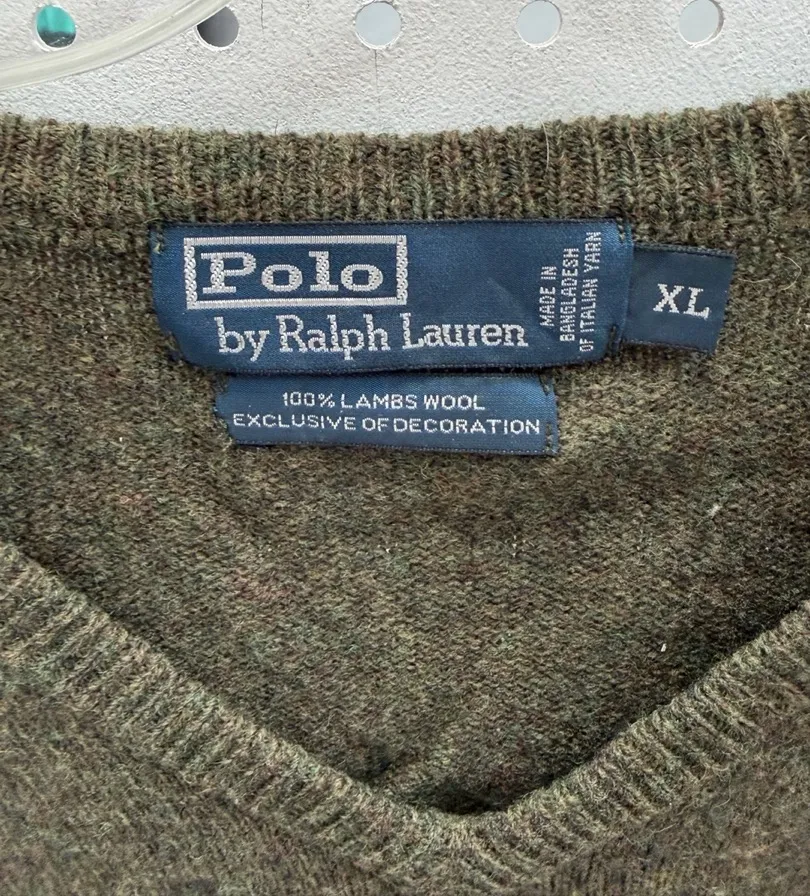 Polo
by Ralph Lauren
MADE IN
BANGLADESH
OF ITALIAN YARN
XL
100% LAMBS WOOL
EXCLUSIVE OF DECORATION